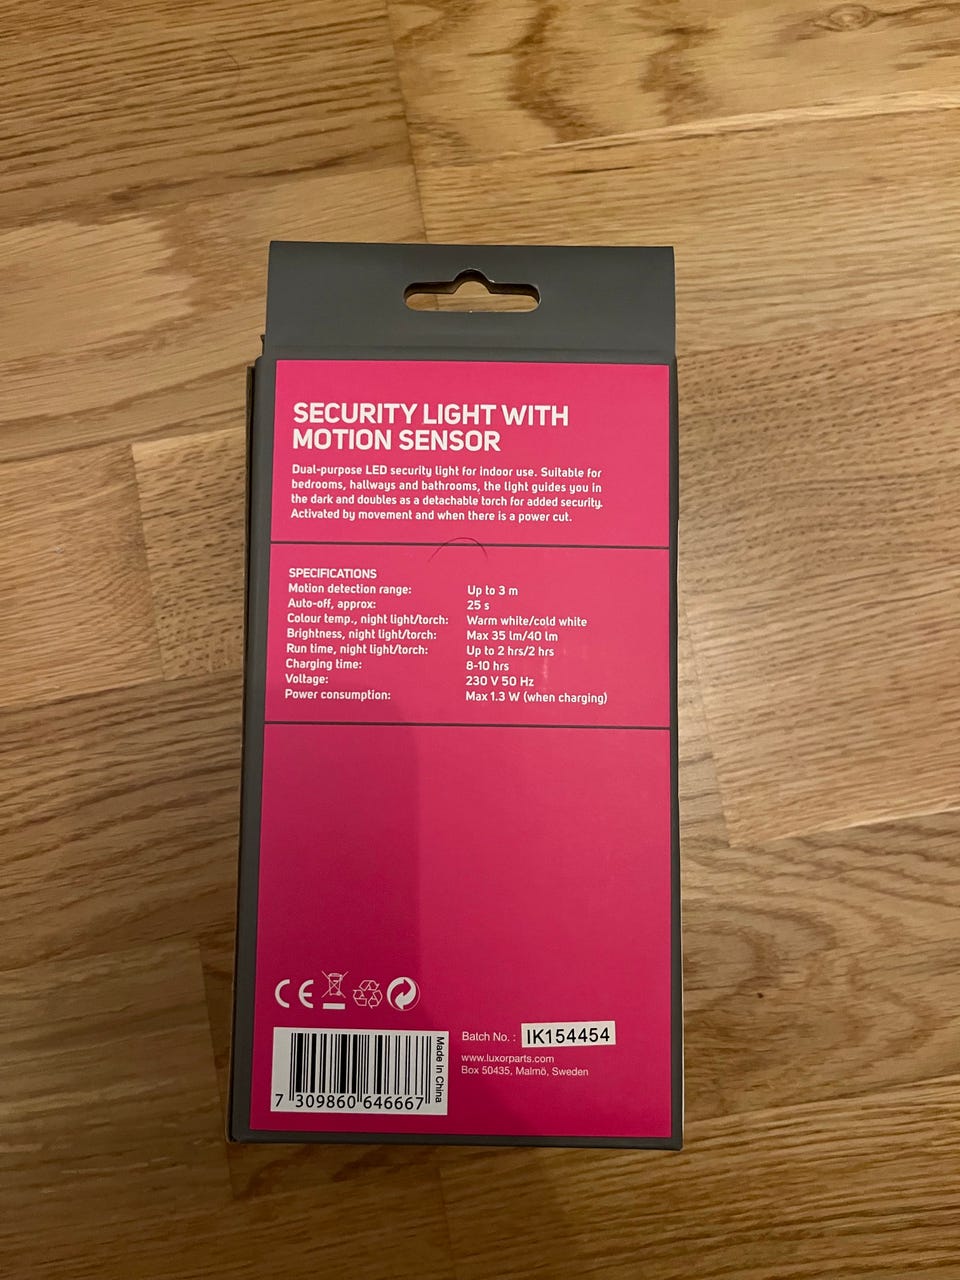 SECURITY LIGHT WITH
MOTION SENSOR
Dual-purpose LED security light for indoor use. Suitable for
bedrooms, hallways and bathrooms, the light guides you in
the dark and doubles as a detachable torch for added security.
Activated by movement and when there is a power cut.
SPECIFICATIONS
Motion detection range: Up to 3 m
Auto-off, approx: 25 s
Colour temp., night light/torch: Warm white/cold white
Brightness, night light/torch: Max 35 lm/40 lm
Run time, night light/torch: Up to 2 hrs/2 hrs
Charging time: 8-10 hrs
Voltage: 230 V 50 Hz
Power consumption: Max 1.3 W (when charging)
CE
Made In China
7 309860 646667
Batch No. : IK154454
www.luxorparts.com
Box 50435, Malmö, Sweden